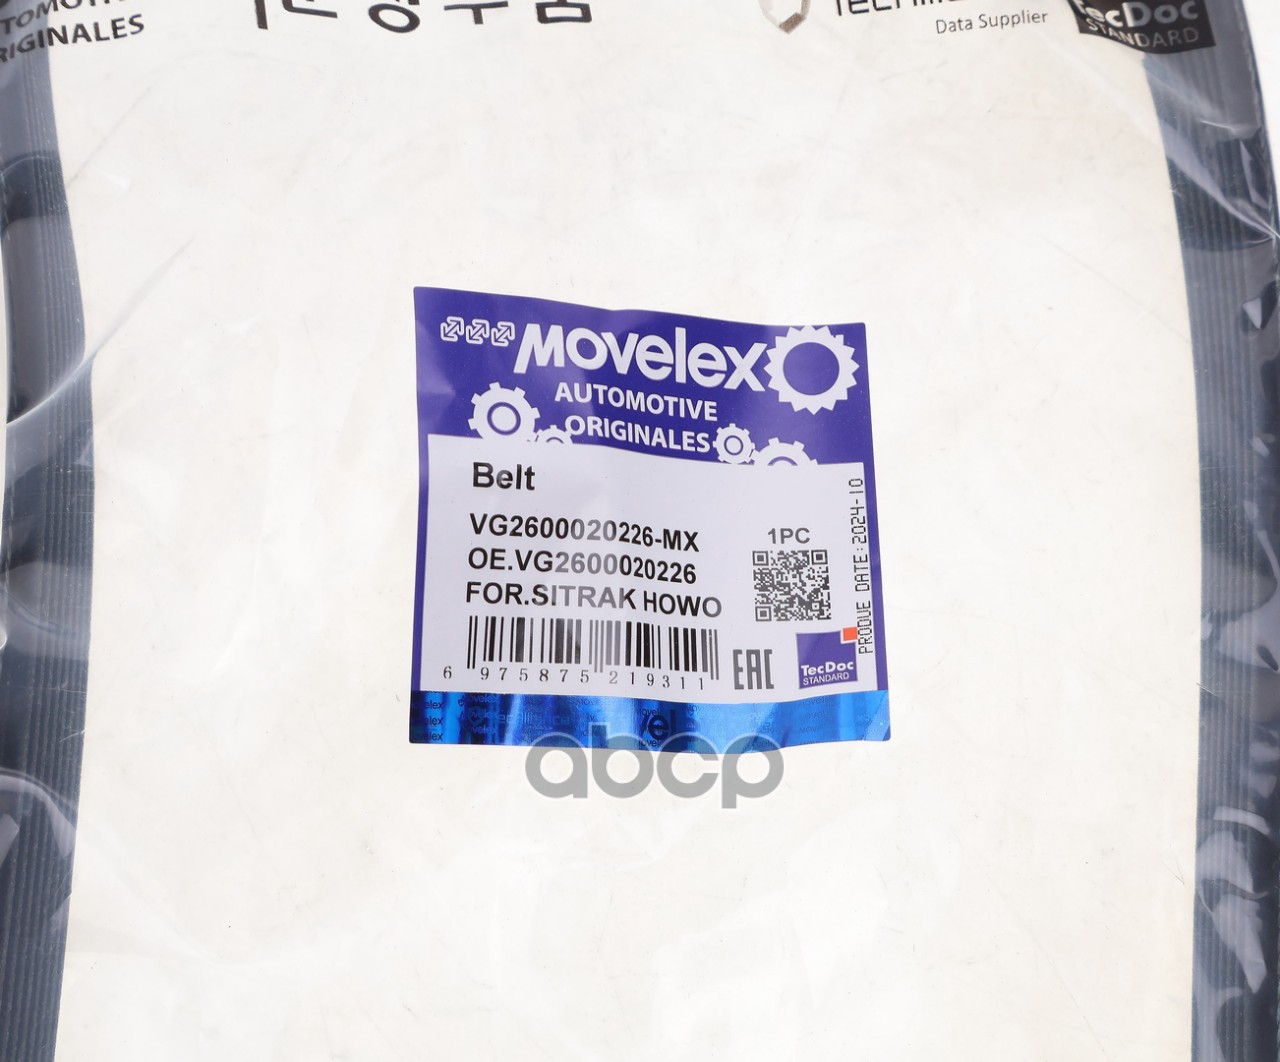 ORIGINALES
Data Supplier
TecDoc
STANDARD
MOVELEX
AUTOMOTIVE
ORIGINALES
Belt
VG2600020226-MX
OE.VG2600020226
FOR.SITRAK HOWO
1PC
PRODUE DATE:2024-10
6 975875 219311
EAC
TecDoc
STANDARD
abcp